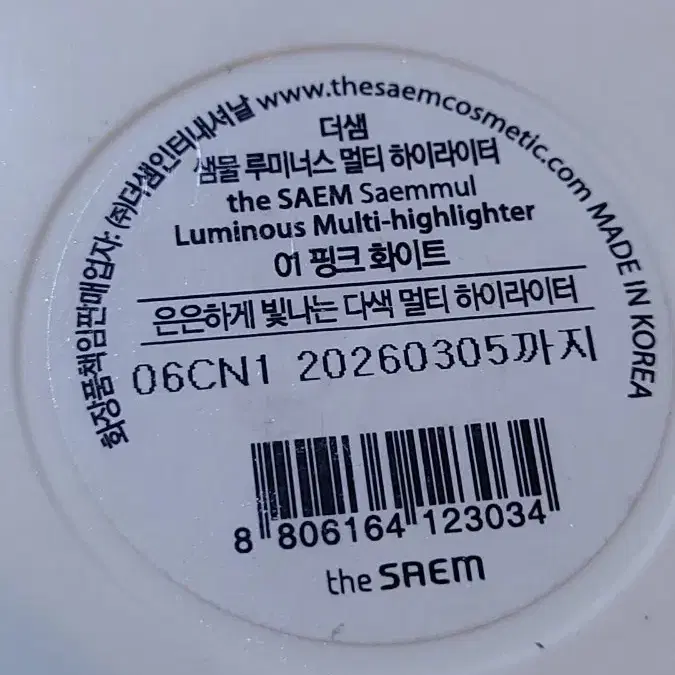 화장품책임판매업자: (주)더샘인터내셔날 www.thesaemcosmetic.com MADE IN KOREA
더샘
샘물 루미너스 멀티 하이라이터
the SAEM Saemmul
Luminous Multi-highlighter
01 핑크 화이트
은은하게 빛나는 다색 멀티 하이라이터
06CN1 20260305까지
8 806164 123034
the SAEM